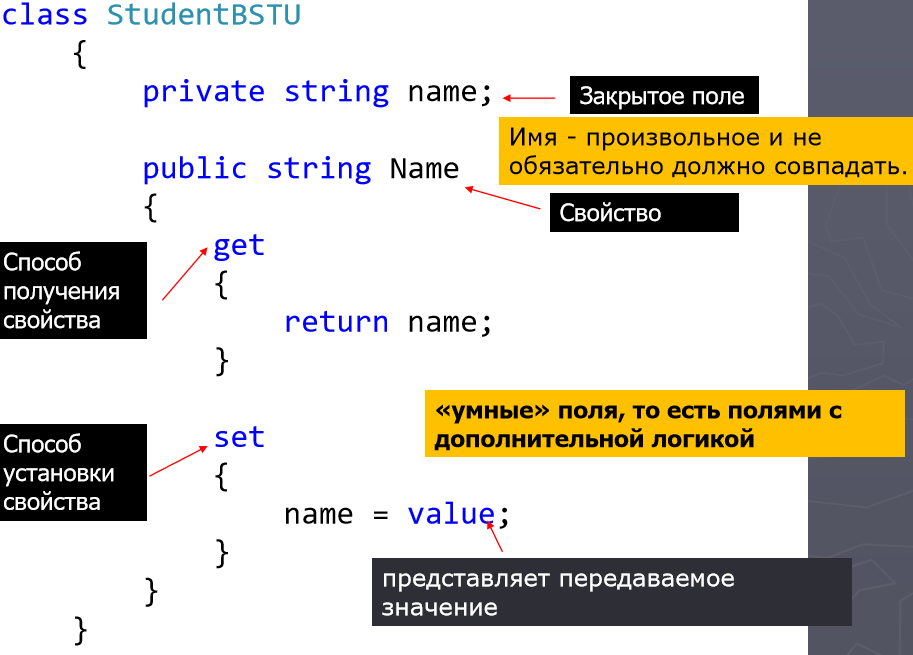 class StudentBSTU
{
private string name;
Закрытое поле
Имя - произвольное и не
обязательно должно совпадать.
public string Name
{
Свойство
get
Способ
получения
свойства
{
return name;
}
«умные» поля, то есть полями с
дополнительной логикой
set
Способ
установки
свойства
{
name = value;
}
представляет передаваемое
значение
}
}